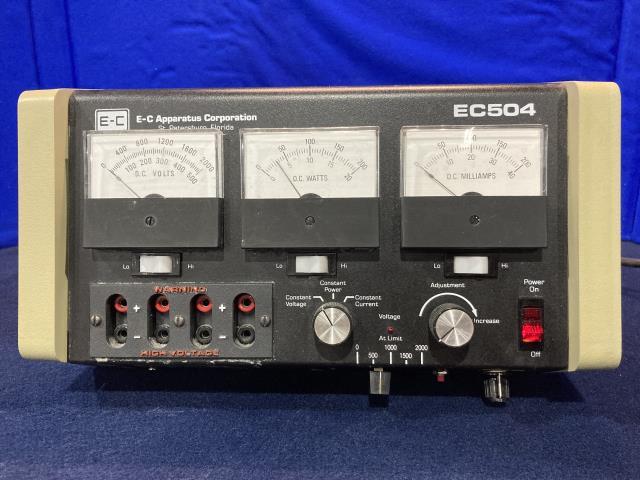 E-C
E-C Apparatus Corporation
St. Petersburg, Florida
EC504
0 400 800 1200 1600 2000
0 100 200 300 400 500
D.C. VOLTS
0 50 100 150 200
0 5 10 15 20
D.C. WATTS
0 50 100 150 200
0 10 20 30 40
D.C. MILLIAMPS
Lo Hi
Lo Hi
Lo Hi
WARNING
+ +
- -
HIGH VOLTAGE
Constant Voltage
Constant Power
Constant Current
Voltage
At Limit
0 500 1000 1500 2000
Adjustment
Increase
Power
On
Off